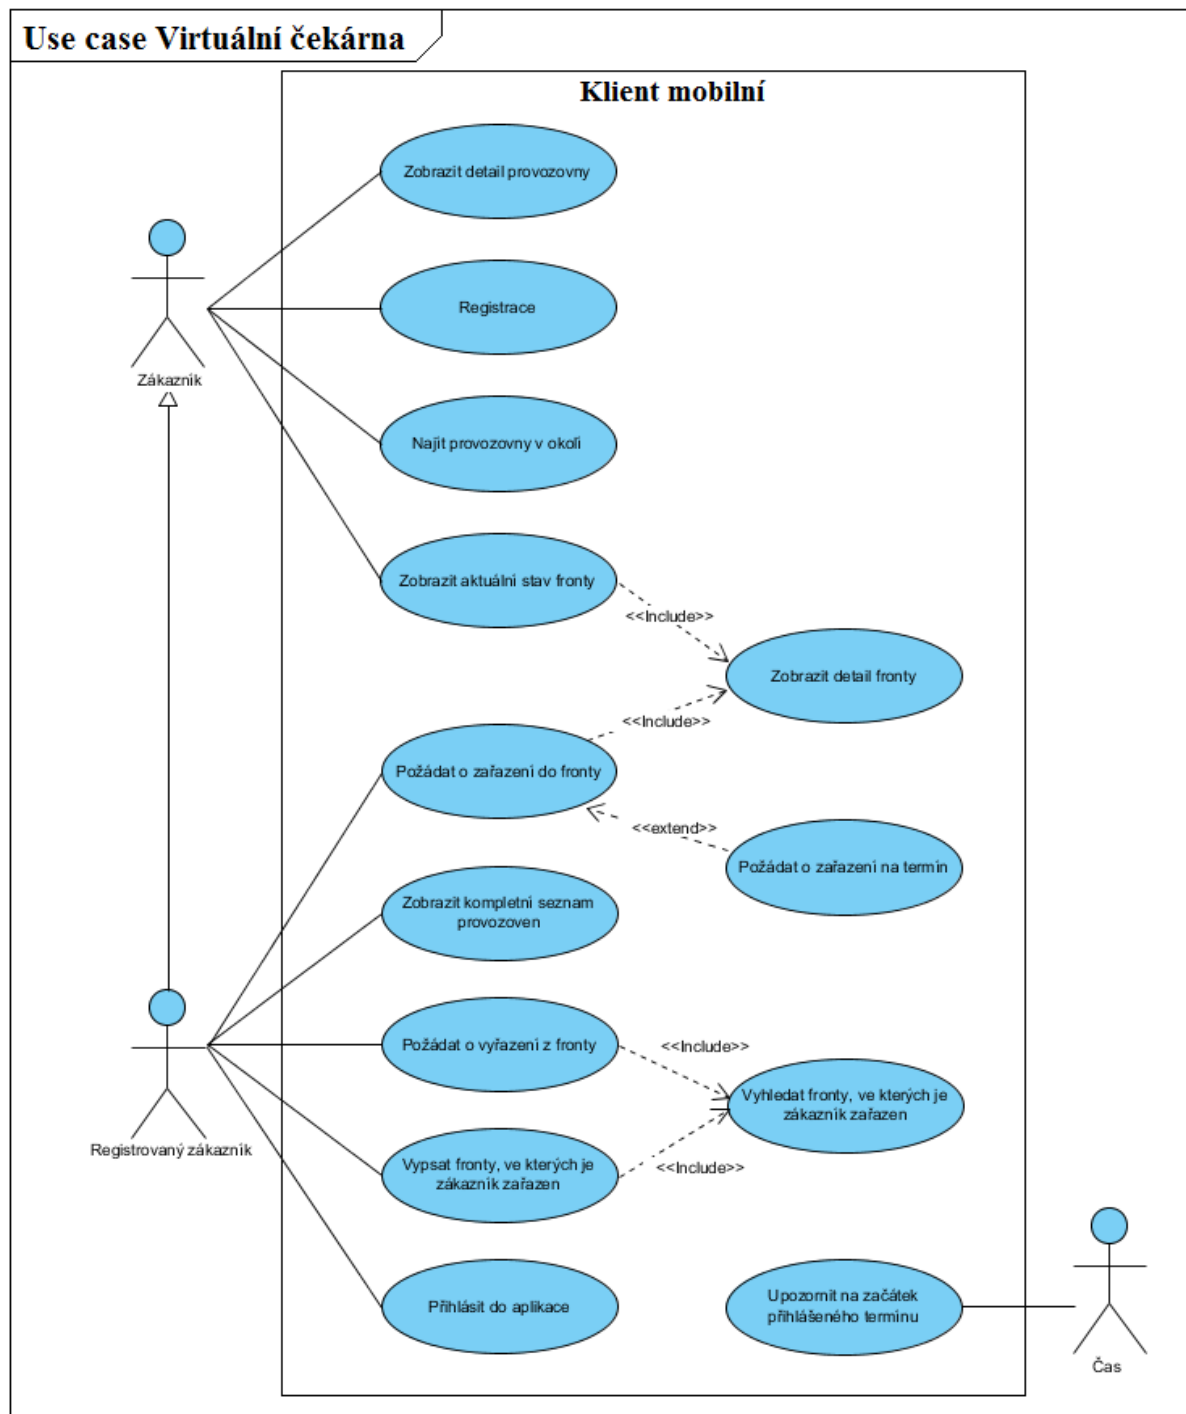 Use case Virtuální čekárna
Klient mobilní
Zobrazit detail provozovny
Registrace
Zákazník
Najít provozovny v okolí
Zobrazit aktuální stav fronty
<<Include>>
Zobrazit detail fronty
<<Include>>
Požádat o zařazení do fronty
<<extend>>
Požádat o zařazení na termín
Zobrazit kompletní seznam
provozoven
Požádat o vyřazení z fronty
<<Include>>
Vyhledat fronty, ve kterých je
zákazník zařazen
Registrovaný zákazník
Vypsat fronty, ve kterých je
zákazník zařazen
<<Include>>
Přihlásit do aplikace
Upozornit na začátek
přihlášeného termínu
Čas